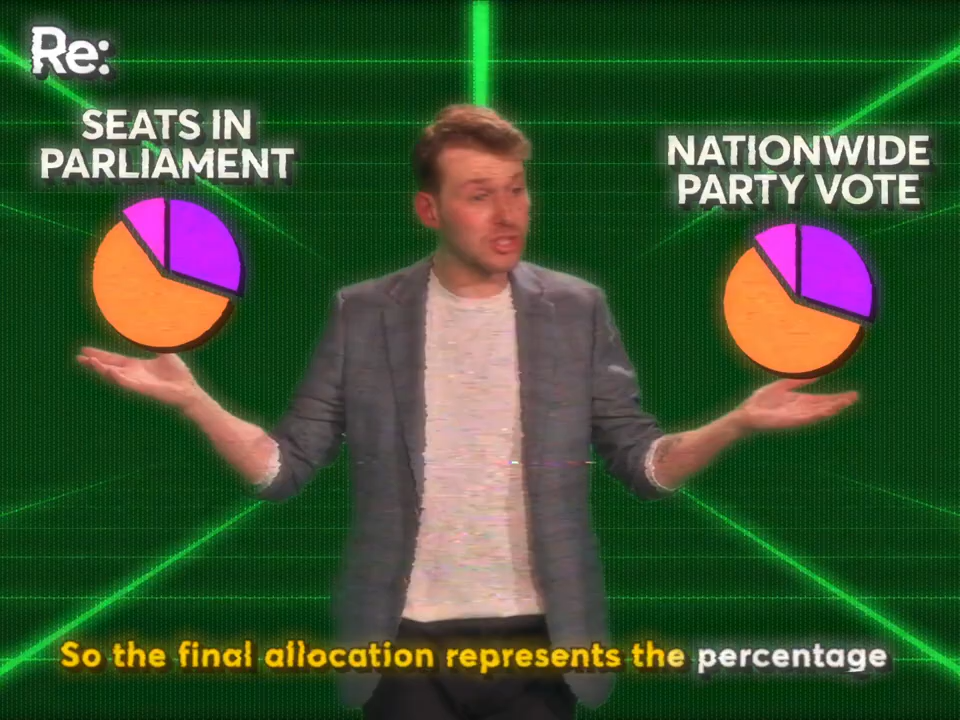 Re:
SEATS IN
PARLIAMENT
NATIONWIDE
PARTY VOTE
So the final allocation represents the percentage